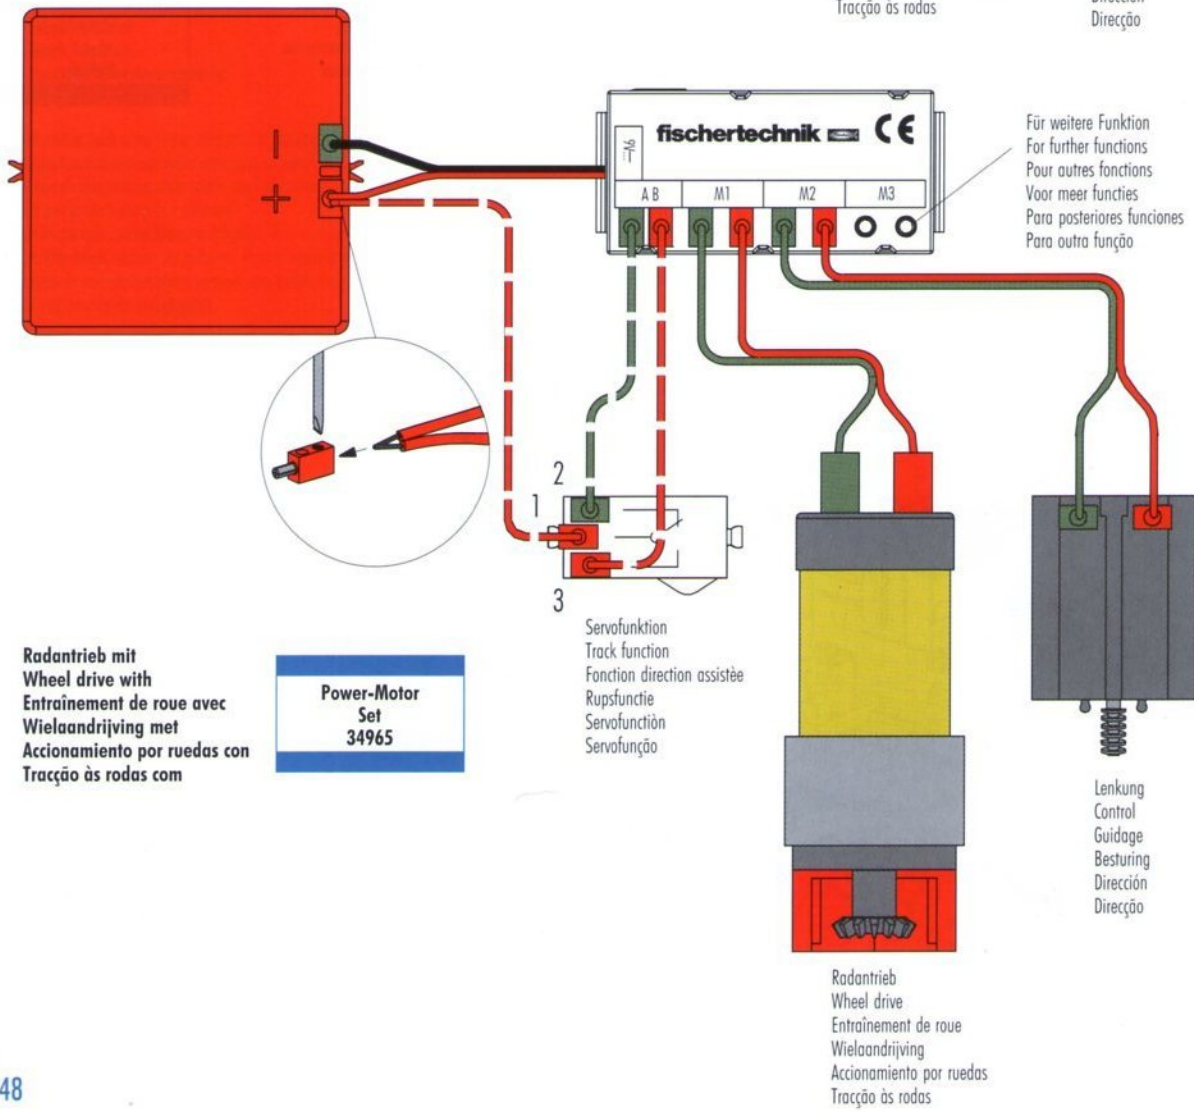 Tracção às rodas
Direcção
fischertechnik CE
9V
A B M1 M2 M3
Für weitere Funktion
For further functions
Pour autres fonctions
Voor meer functies
Para posteriores funciones
Para outra função
−
+
2
1
3
Servofunktion
Track function
Fonction direction assistèe
Rupsfunctie
Servofunctiòn
Servofunção
Radantrieb mit
Wheel drive with
Entraînement de roue avec
Wielaandrijving met
Accionamiento por ruedas con
Tracção às rodas com
Power-Motor
Set
34965
Lenkung
Control
Guidage
Besturing
Dirección
Direcção
Radantrieb
Wheel drive
Entraînement de roue
Wielaandrijving
Accionamiento por ruedas
Tracção às rodas
48